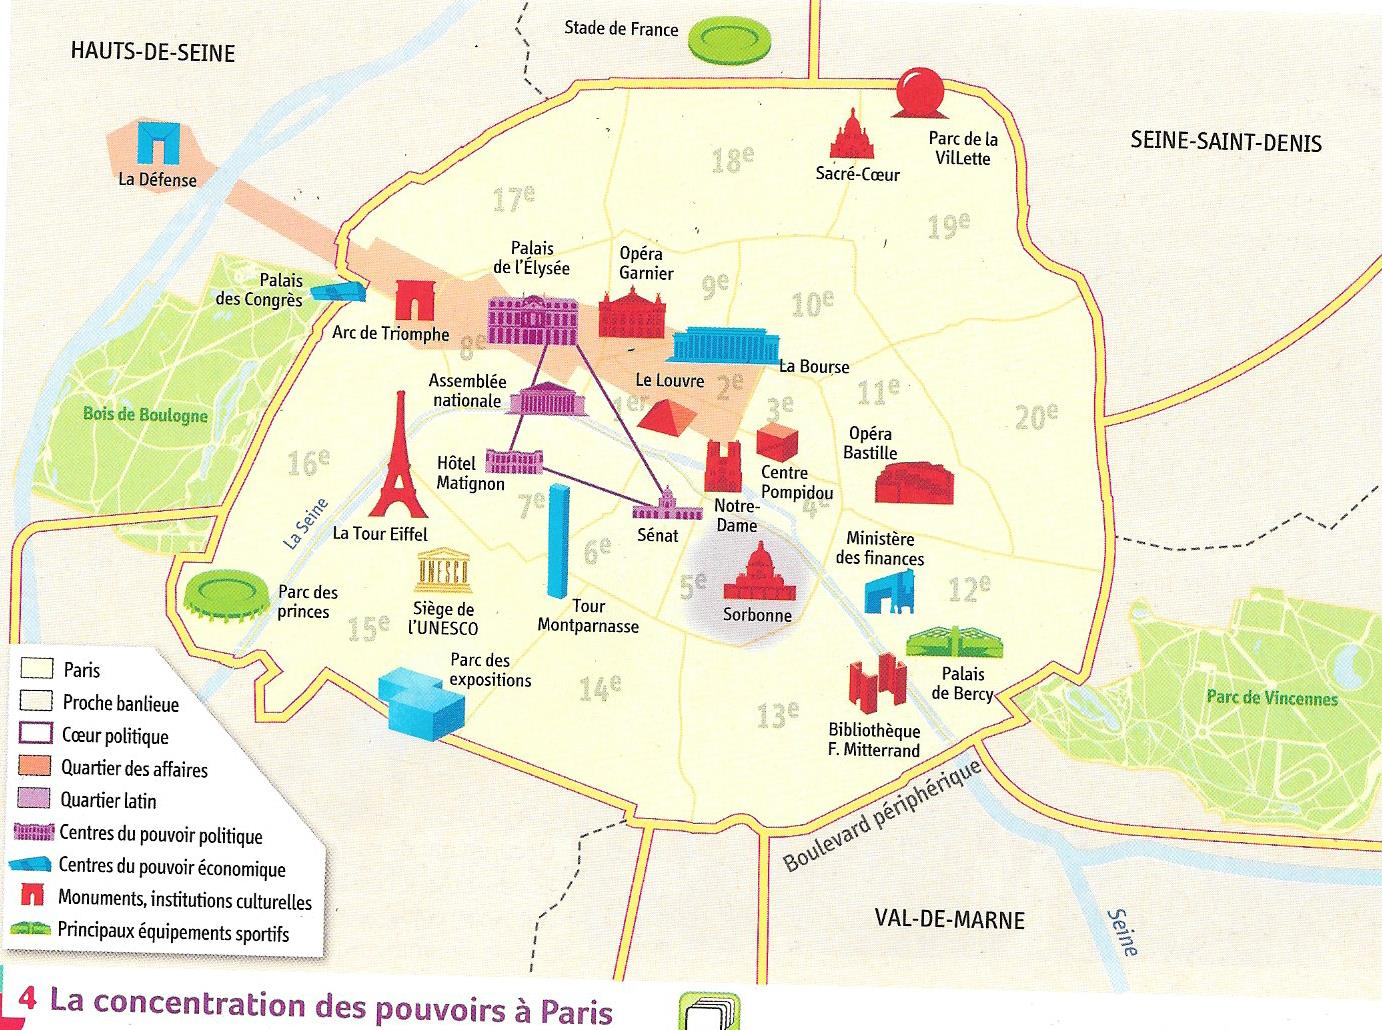 Stade de France
HAUTS-DE-SEINE
Parc de la
VilLette
SEINE-SAINT-DENIS
La Défense
18e
Sacré-Cœur
17e
19e
Palais
de l'Élysée
Opéra
Garnier
Palais
des Congrès
9e
10e
Arc de Triomphe
8e
La Bourse
Assemblée
nationale
Le Louvre
2e
1er
3e
11e
20e
Bois de Boulogne
Opéra
Bastille
16e
Hôtel
Matignon
Centre
Pompidou
7e
4e
La Seine
La Tour Eiffel
Sénat
Notre-
Dame
Ministère
des finances
6e
UNESCO
5e
12e
Parc des
princes
Siège de
l'UNESCO
Tour
Montparnasse
Sorbonne
15e
Parc des
expositions
14e
13e
Palais
de Bercy
Parc de Vincennes
Bibliothèque
F. Mitterrand
Boulevard périphérique
VAL-DE-MARNE
Seine
Paris
Proche banlieue
Cœur politique
Quartier des affaires
Quartier latin
Centres du pouvoir politique
Centres du pouvoir économique
Monuments, institutions culturelles
Principaux équipements sportifs
4 La concentration des pouvoirs à Paris